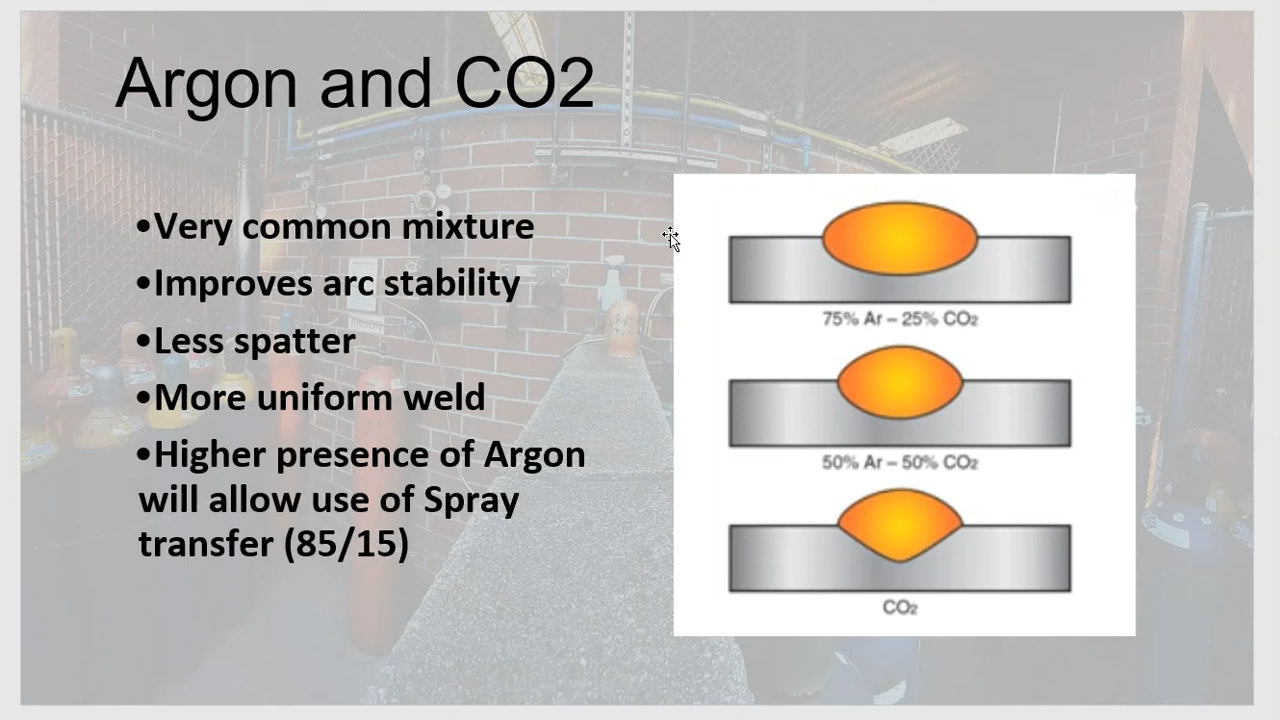 Argon and CO2
•Very common mixture
•Improves arc stability
•Less spatter
•More uniform weld
•Higher presence of Argon
will allow use of Spray
transfer (85/15)
75% Ar – 25% CO₂
50% Ar – 50% CO₂
CO₂